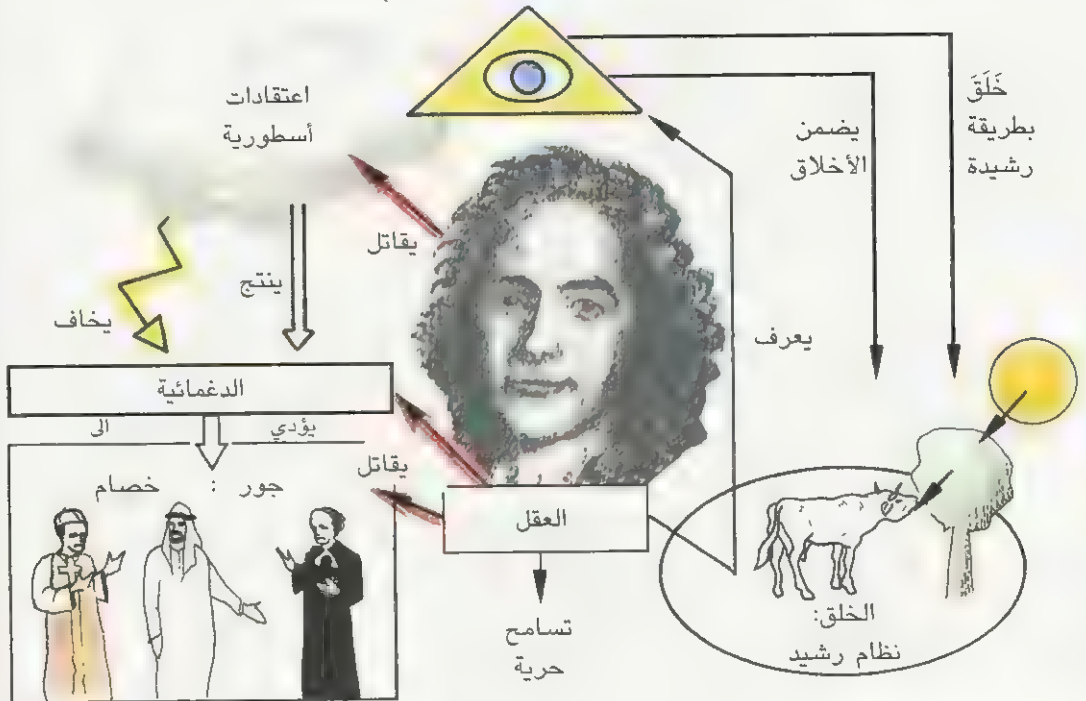 خَلَقَ
بطريقة
رشيدة
يضمن
الأخلاق
اعتقادات
أسطورية
يقاتل
ينتج
يخاف
يعرف
الدغمائية
يؤدي الى
جور : خصام
يقاتل
العقل
تسامح
حرية
الخلق:
نظام رشيد